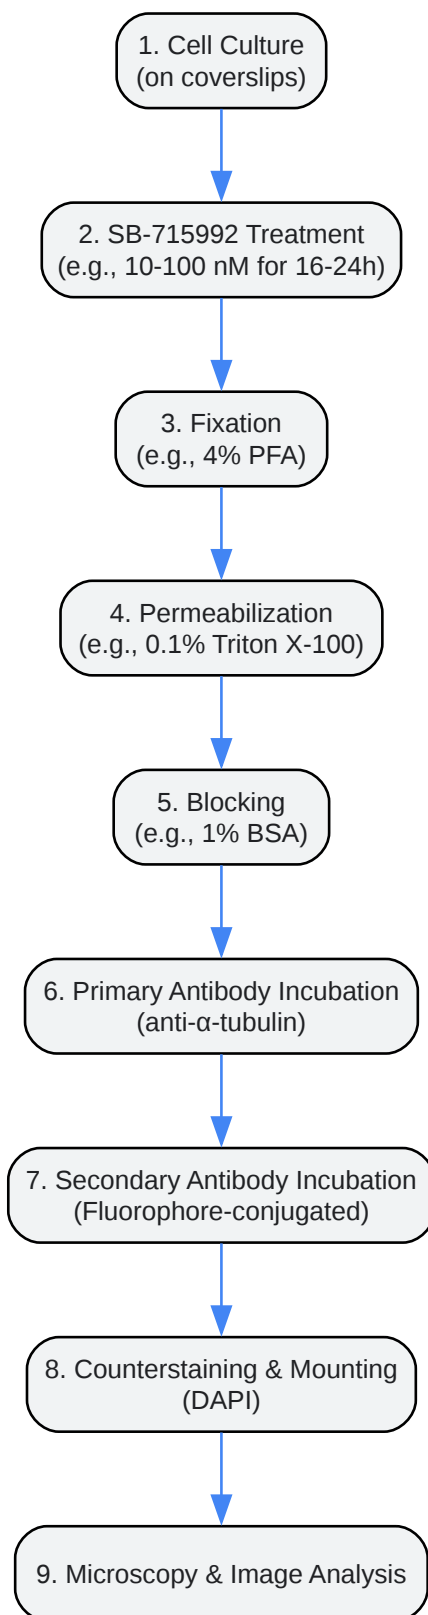 1. Cell Culture
(on coverslips)
2. SB-715992 Treatment
(e.g., 10-100 nM for 16-24h)
3. Fixation
(e.g., 4% PFA)
4. Permeabilization
(e.g., 0.1% Triton X-100)
5. Blocking
(e.g., 1% BSA)
6. Primary Antibody Incubation
(anti-α-tubulin)
7. Secondary Antibody Incubation
(Fluorophore-conjugated)
8. Counterstaining & Mounting
(DAPI)
9. Microscopy & Image Analysis